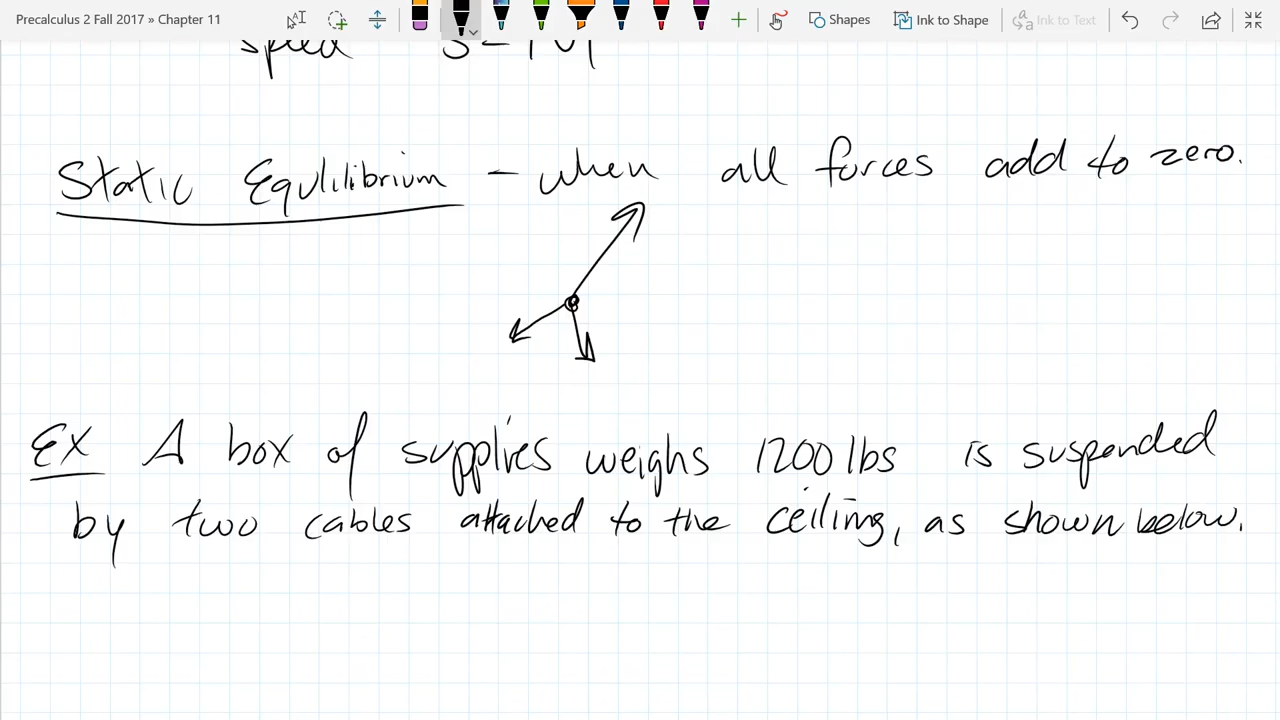 Precalculus 2 Fall 2017 » Chapter 11
Shapes
Ink to Shape
Ink to Text
speed S = |V|
Static Equlilibrium - when all forces add to zero.
EX A box of supplies weighs 1200 lbs is suspended
by two cables attached to the ceiling, as shown below.